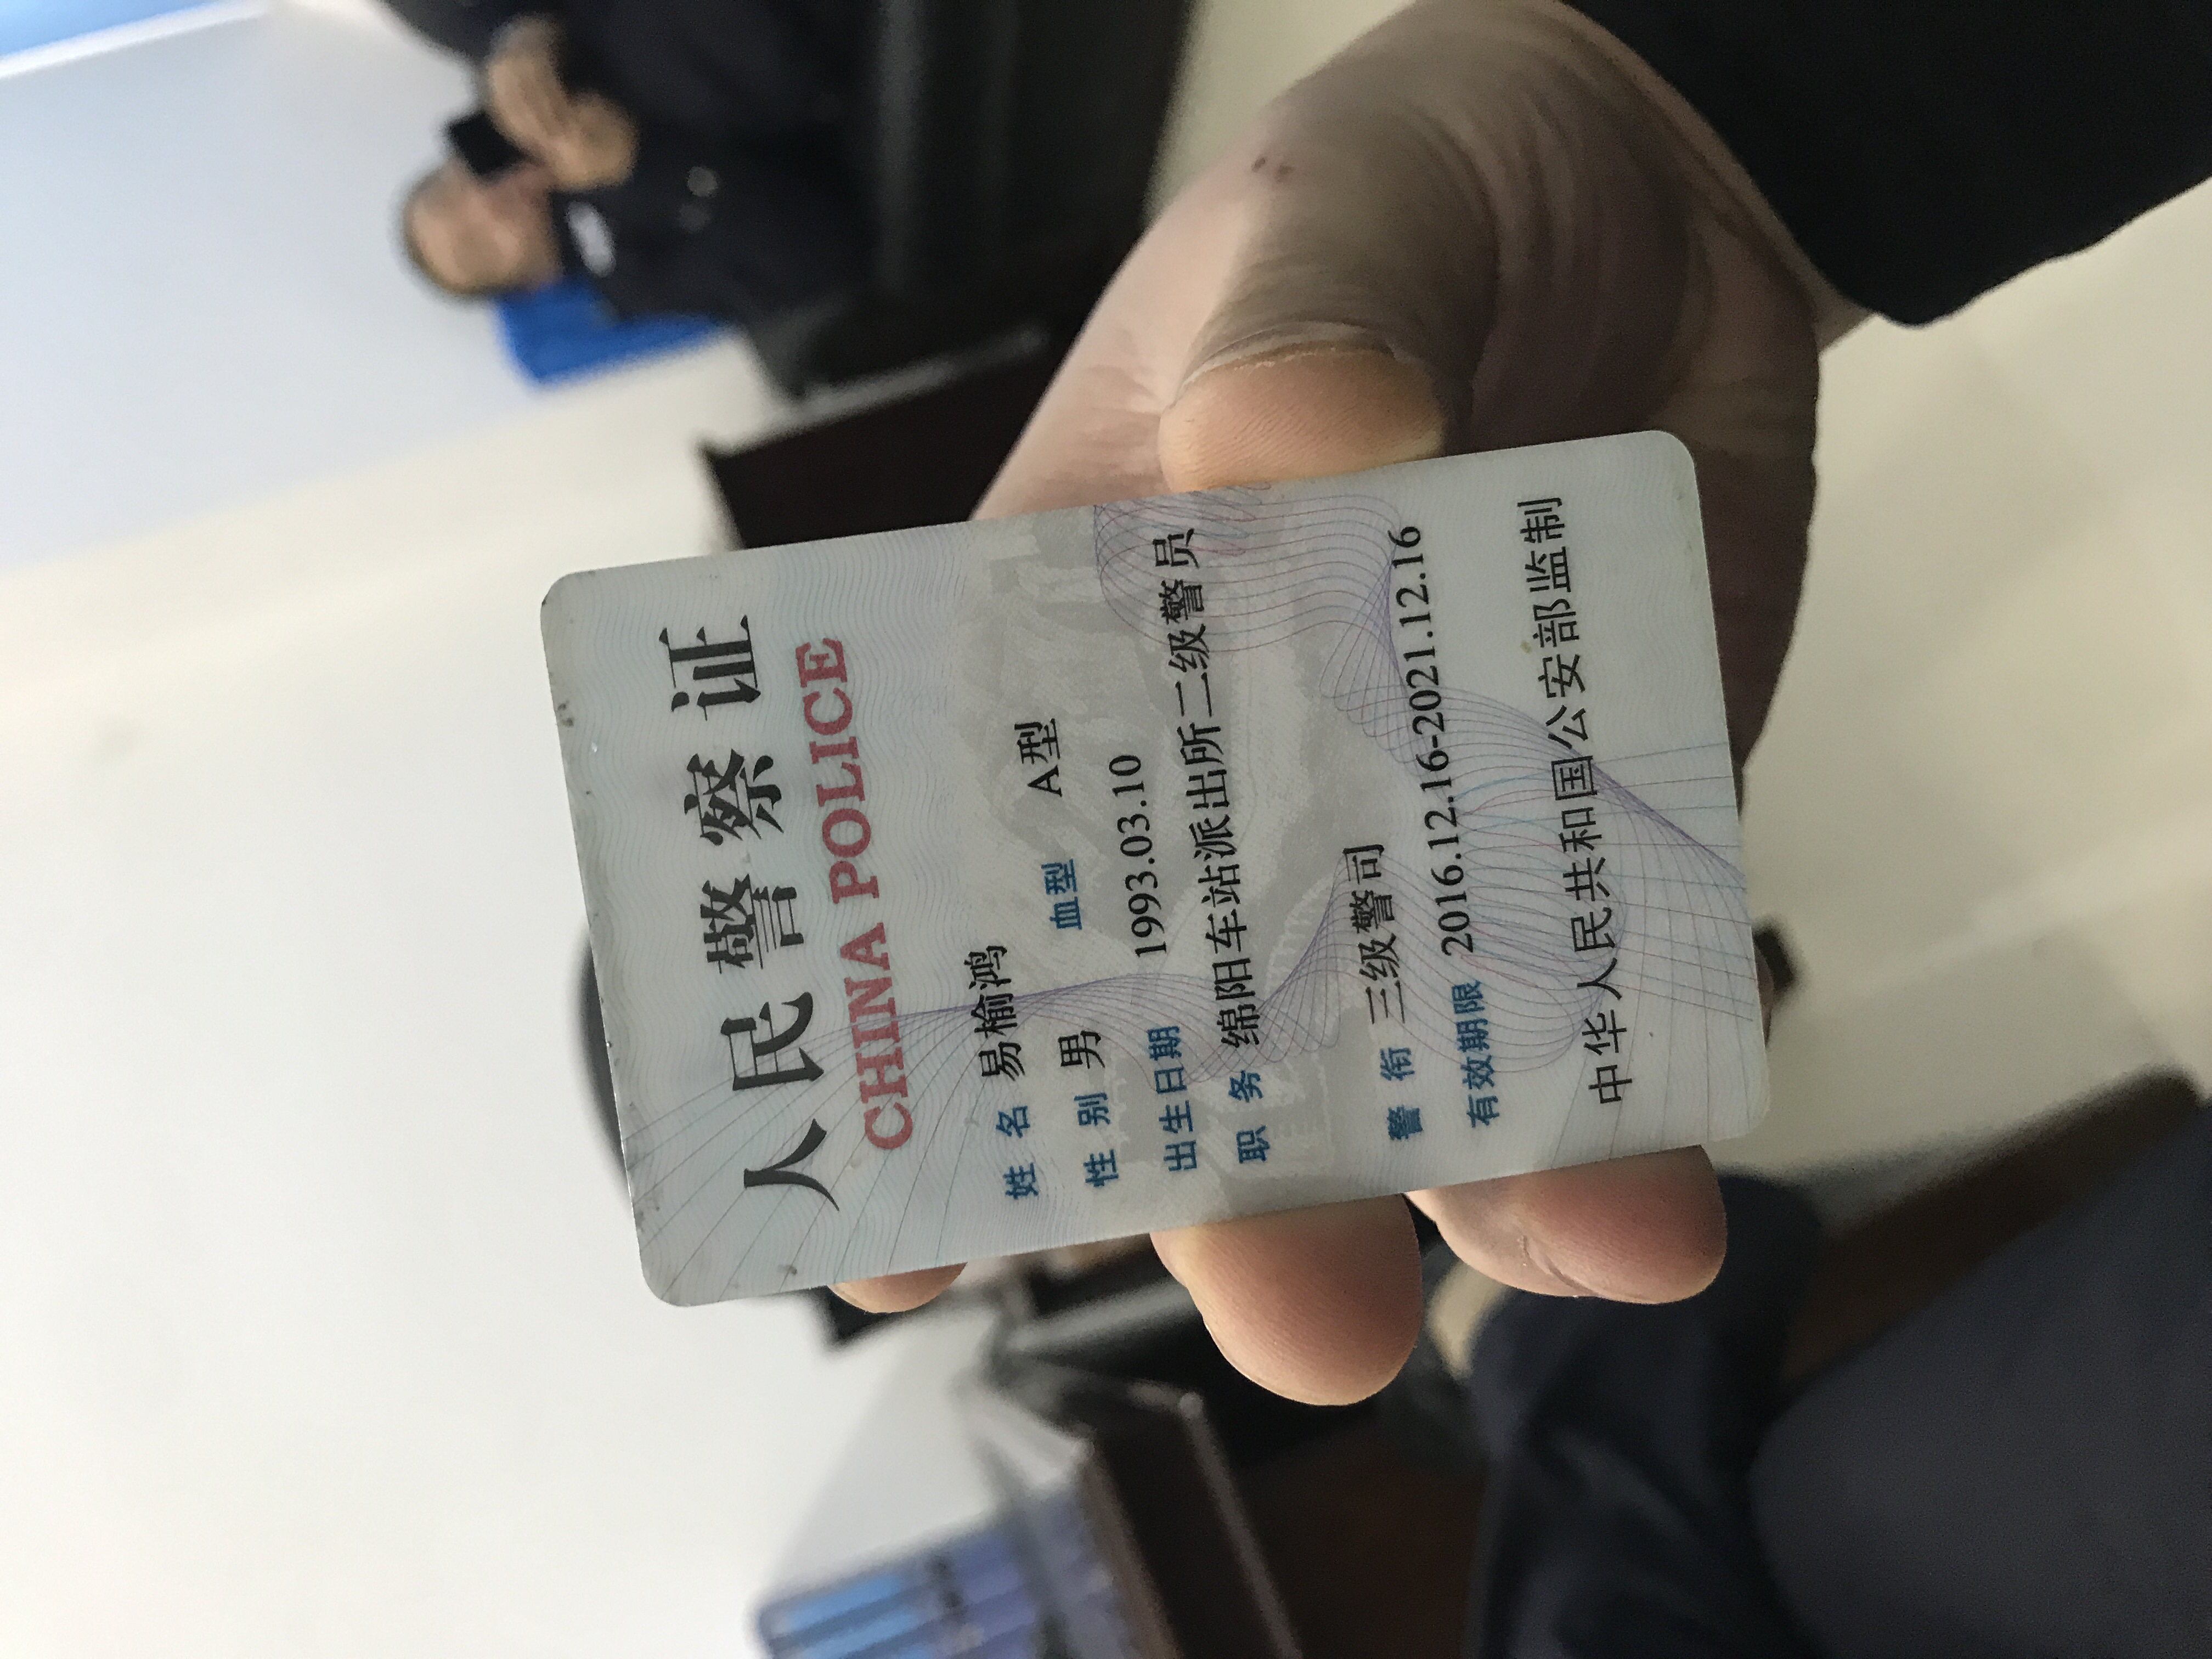 人民警察证
CHINA POLICE
姓 名 易榆鸿
性 别 男 血型 A型
出生日期 1993.03.10
职 务 绵阳车站派出所二级警员
警 衔 三级警司
有效期限 2016.12.16-2021.12.16
中华人民共和国公安部监制